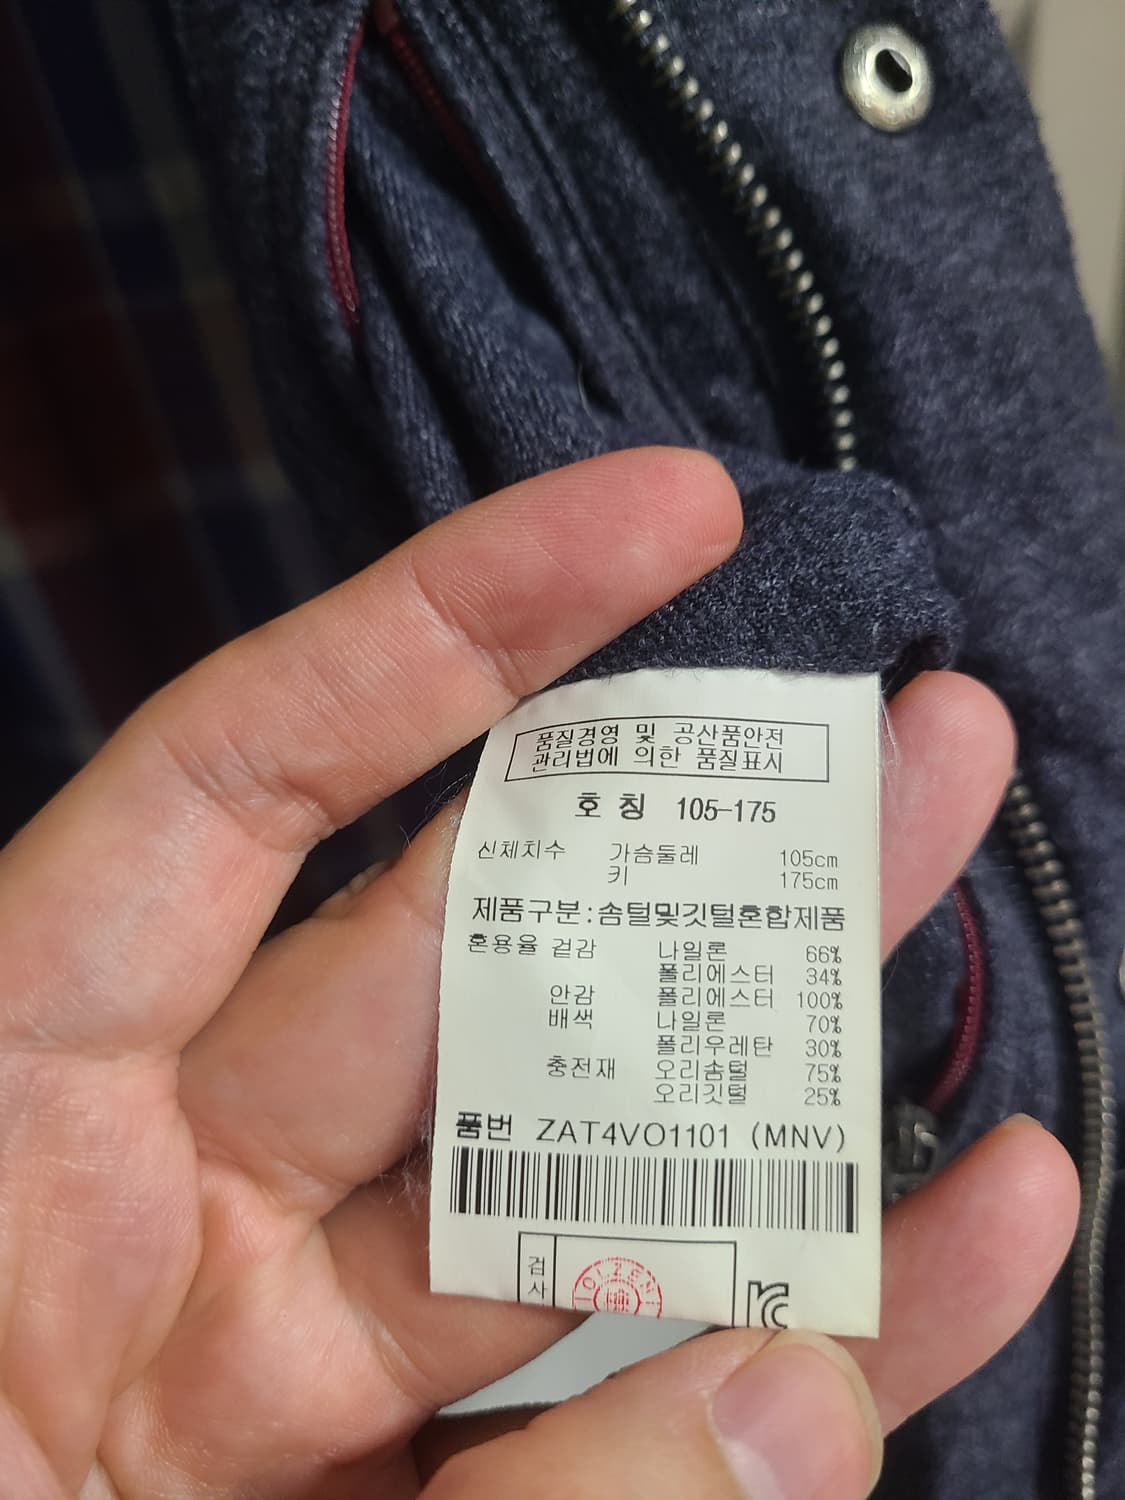 품질경영 및 공산품안전
관리법에 의한 품질표시
호 칭 105-175
신체치수 가슴둘레 105cm
키 175cm
제품구분:솜털및깃털혼합제품
혼용율 겉감 나일론 66%
폴리에스터 34%
안감 폴리에스터 100%
배색 나일론 70%
폴리우레탄 30%
충전재 오리솜털 75%
오리깃털 25%
품번 ZAT4VO1101 (MNV)
검사